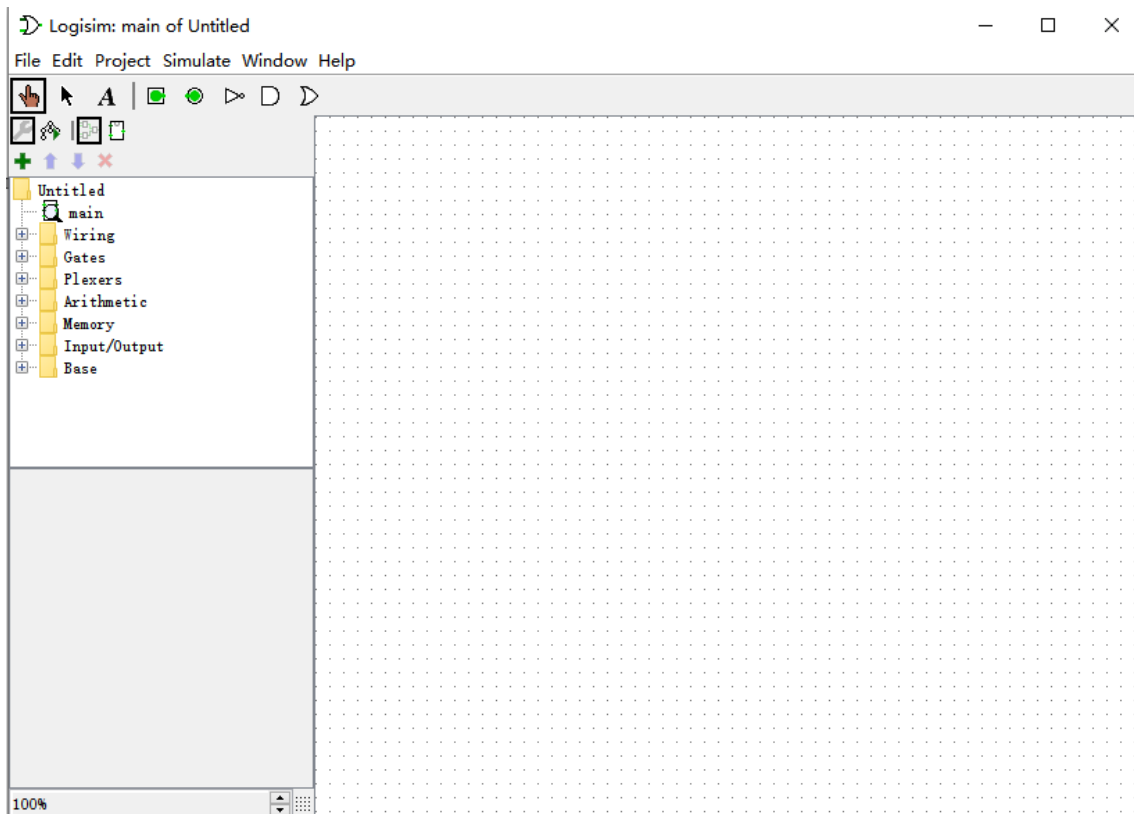 Logisim: main of Untitled
File Edit Project Simulate Window Help
A
Untitled
main
Wiring
Gates
Plexers
Arithmetic
Memory
Input/Output
Base
100%